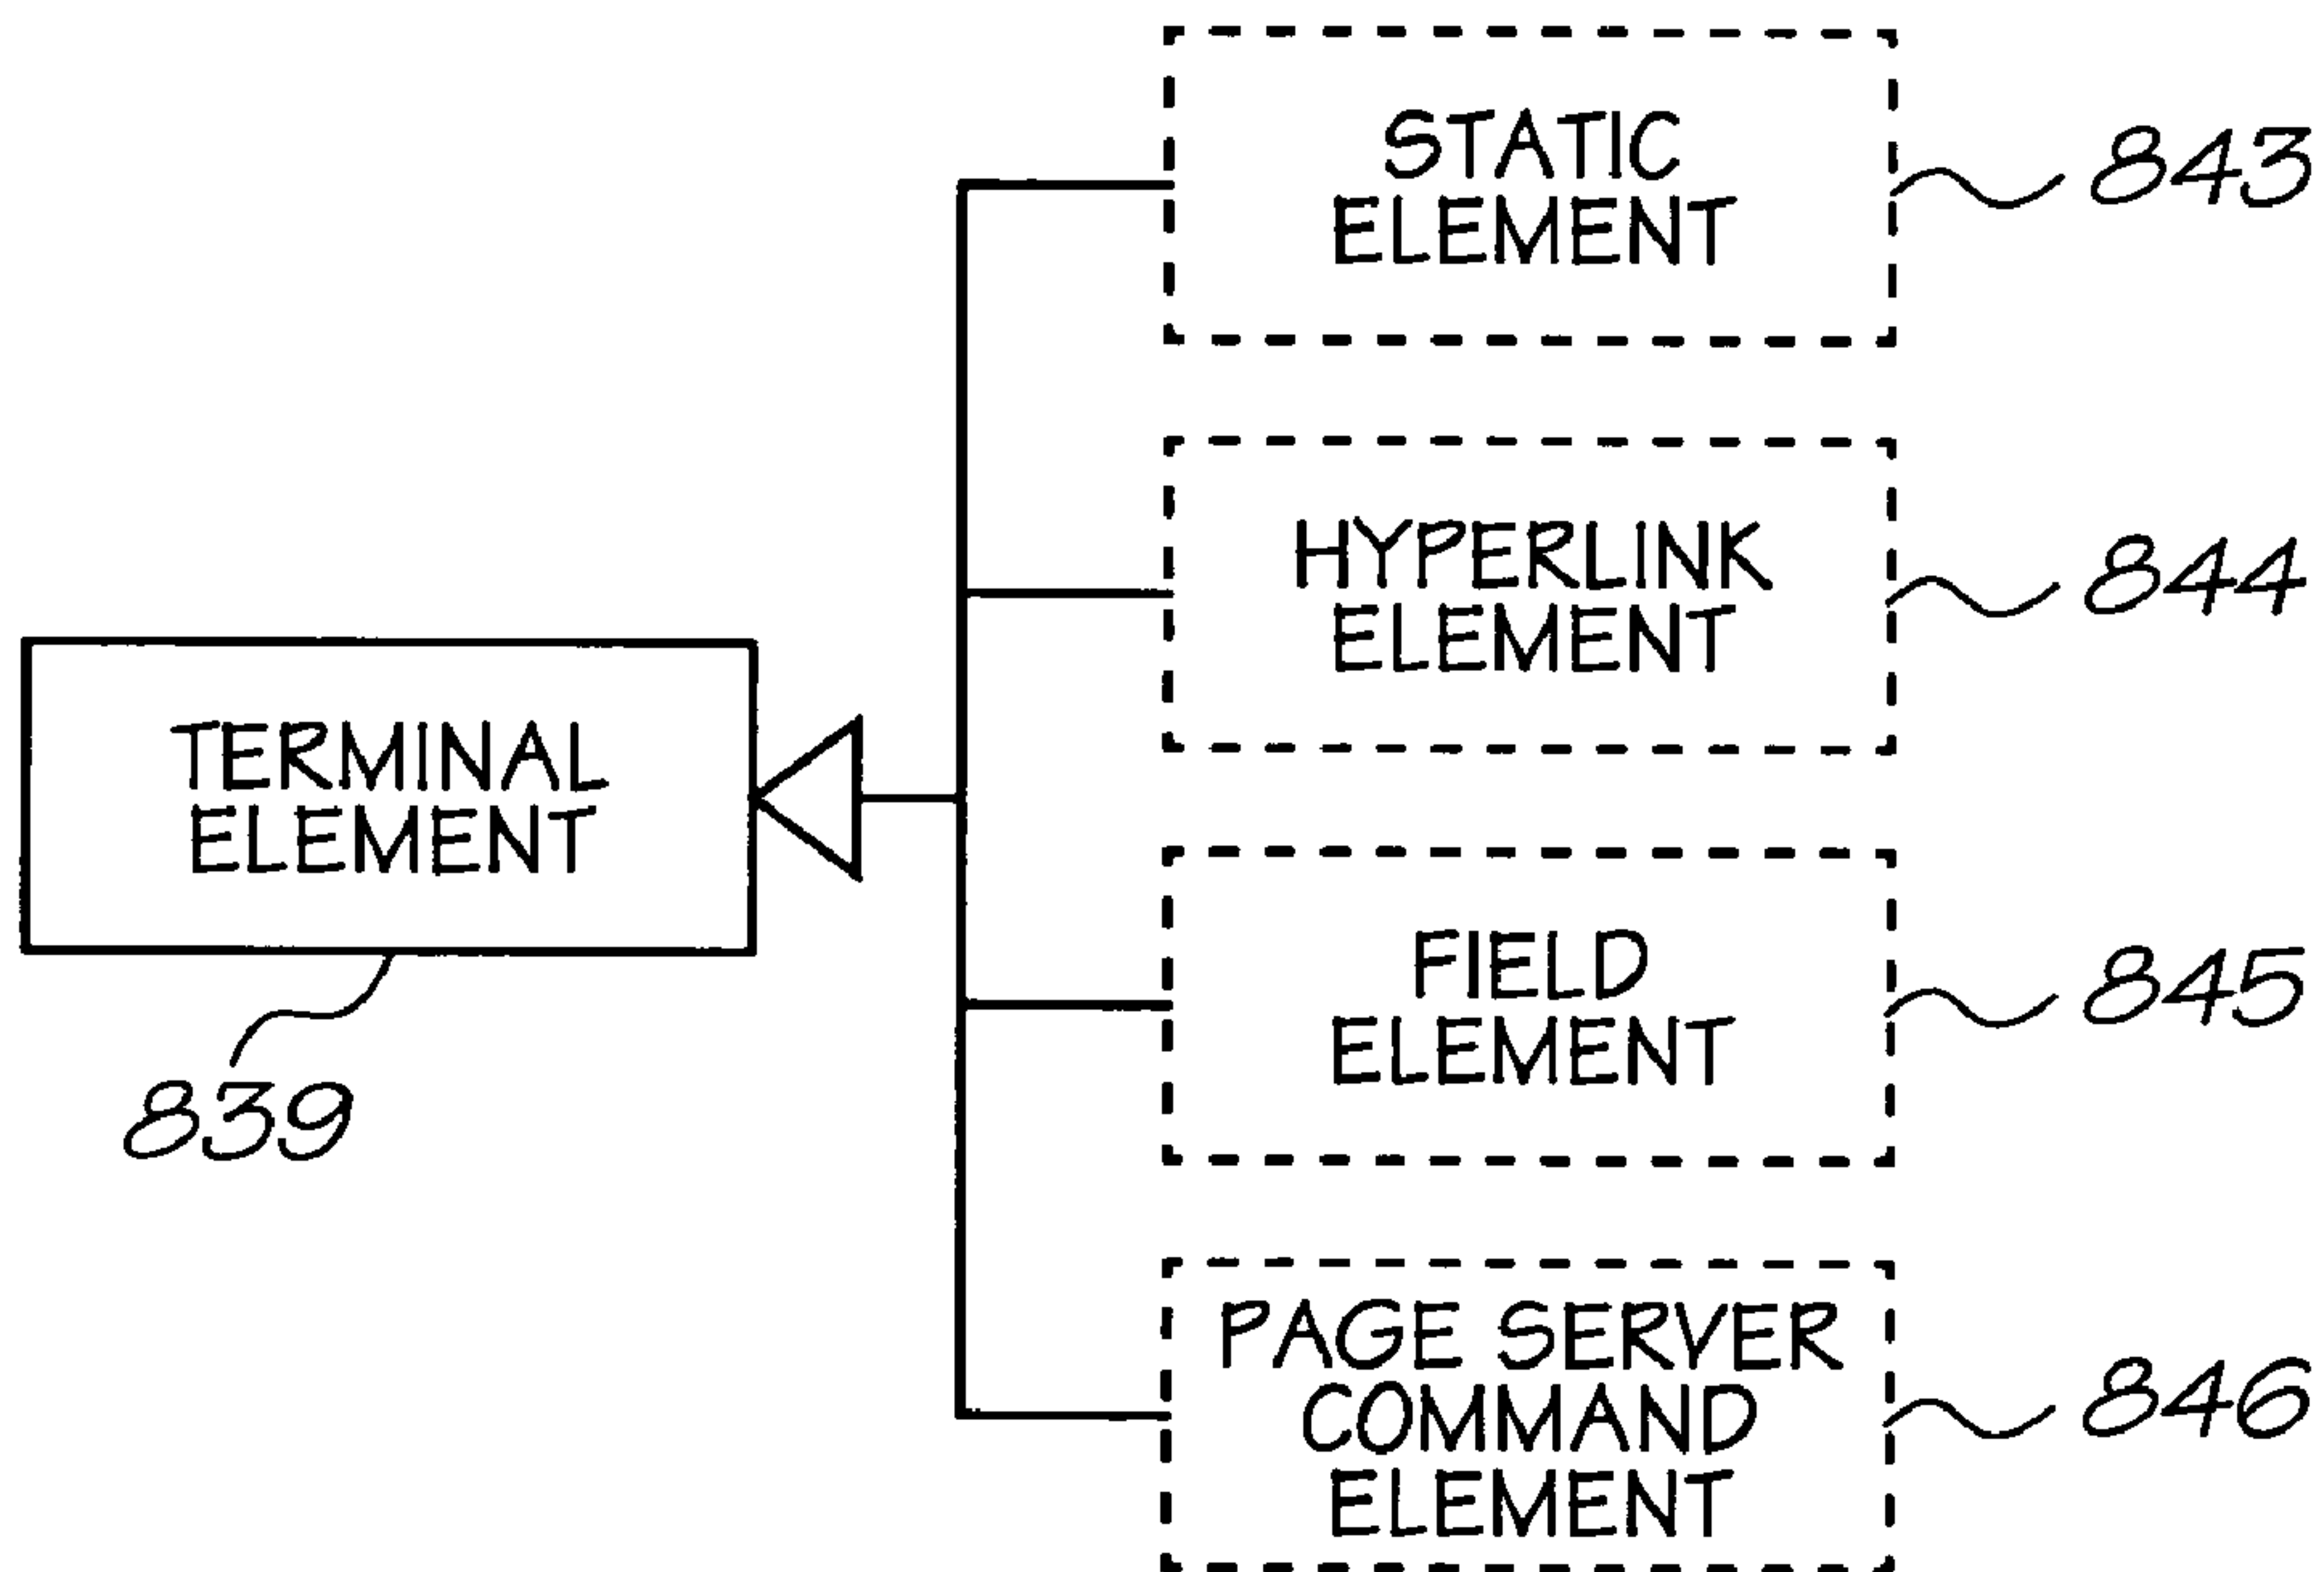 STATIC
ELEMENT
843
HYPERLINK
ELEMENT
844
TERMINAL
ELEMENT
839
FIELD
ELEMENT
845
PAGE SERVER
COMMAND
ELEMENT
846